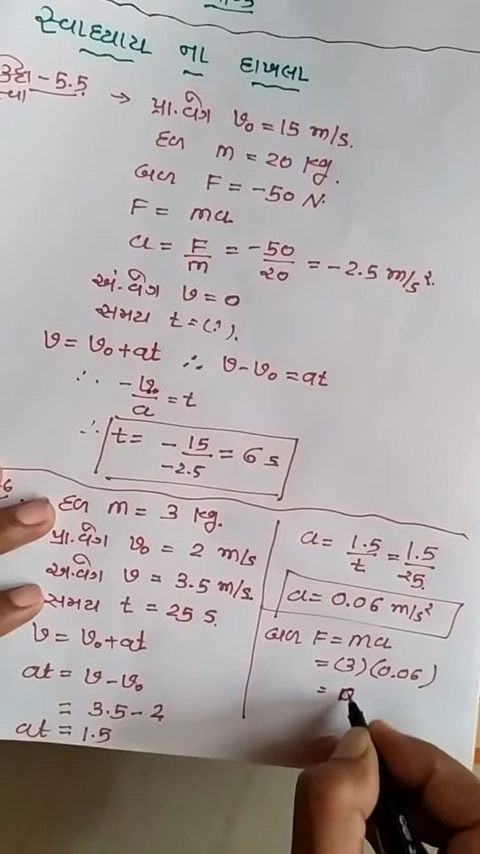 સ્વાધ્યાય ના દાખલા
5.5 → પ્રા.વેગ v₀ = 15 m/s.
દળ m = 20 kg.
બળ F = -50 N.
F = ma
a = F/m = -50/20 = -2.5 m/s².
અં.વેગ v = 0
સમય t = (?).
v = v₀ + at ∴ v - v₀ = at
∴ -v₀/a = t
∴ t = -15/-2.5 = 6 s
દળ m = 3 kg.
પ્રા.વેગ v₀ = 2 m/s
અં.વેગ v = 3.5 m/s.
સમય t = 25 s.
v = v₀ + at
at = v - v₀
= 3.5 - 2
at = 1.5
a = 1.5/t = 1.5/25.
a = 0.06 m/s²
બળ F = ma
= (3)(0.06)
=